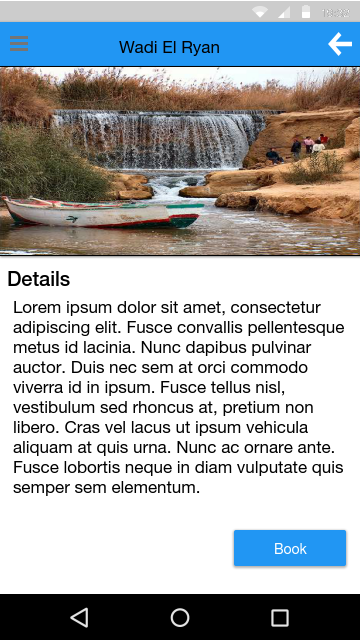 Wadi El Ryan
Details
Lorem ipsum dolor sit amet, consectetur
adipiscing elit. Fusce convallis pellentesque
metus id lacinia. Nunc dapibus pulvinar
auctor. Duis nec sem at orci commodo
viverra id in ipsum. Fusce tellus nisl,
vestibulum sed rhoncus at, pretium non
libero. Cras vel lacus ut ipsum vehicula
aliquam at quis urna. Nunc ac ornare ante.
Fusce lobortis neque in diam vulputate quis
semper sem elementum.
Book